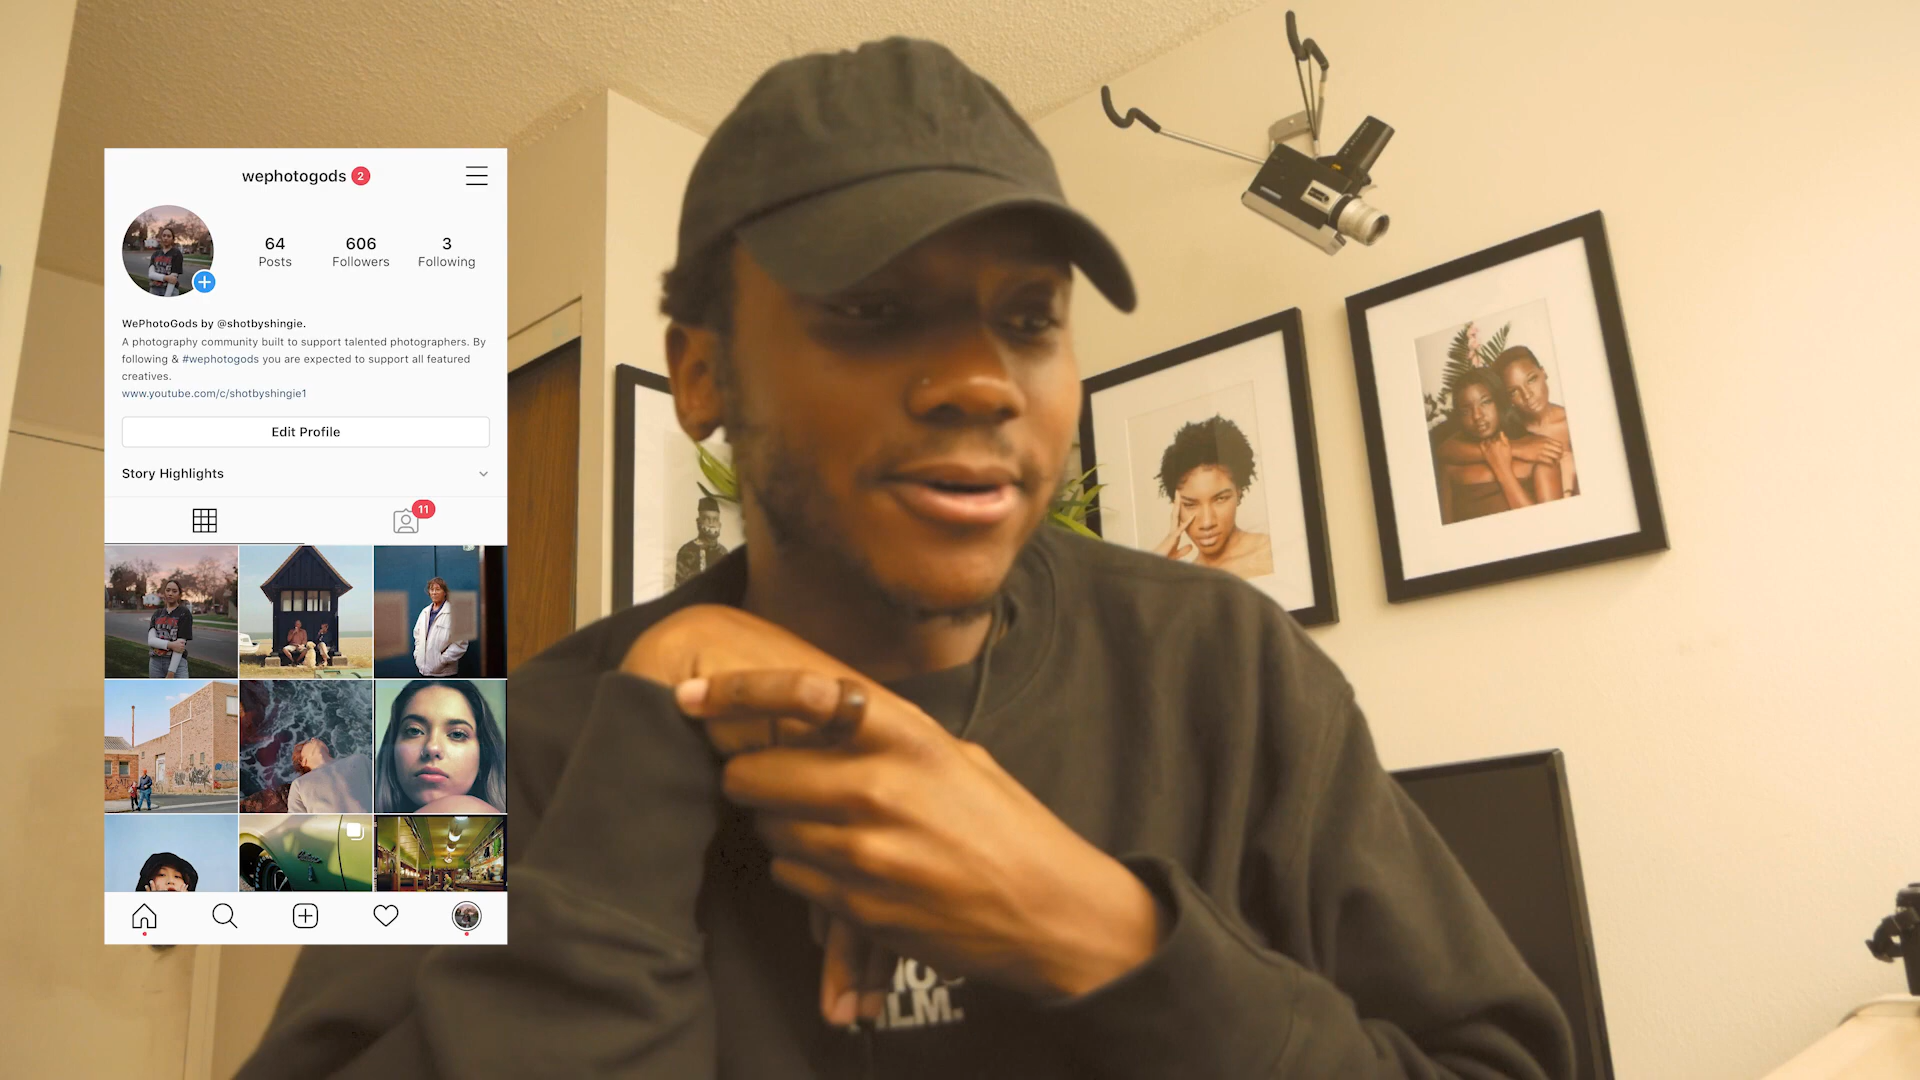 wephotogods 2
64 606 3
Posts Followers Following
WePhotoGods by @shotbyshingie.
A photography community built to support talented photographers. By
following & #wephotogods you are expected to support all featured
creatives.
www.youtube.com/c/shotbyshingie1
Edit Profile
Story Highlights
11